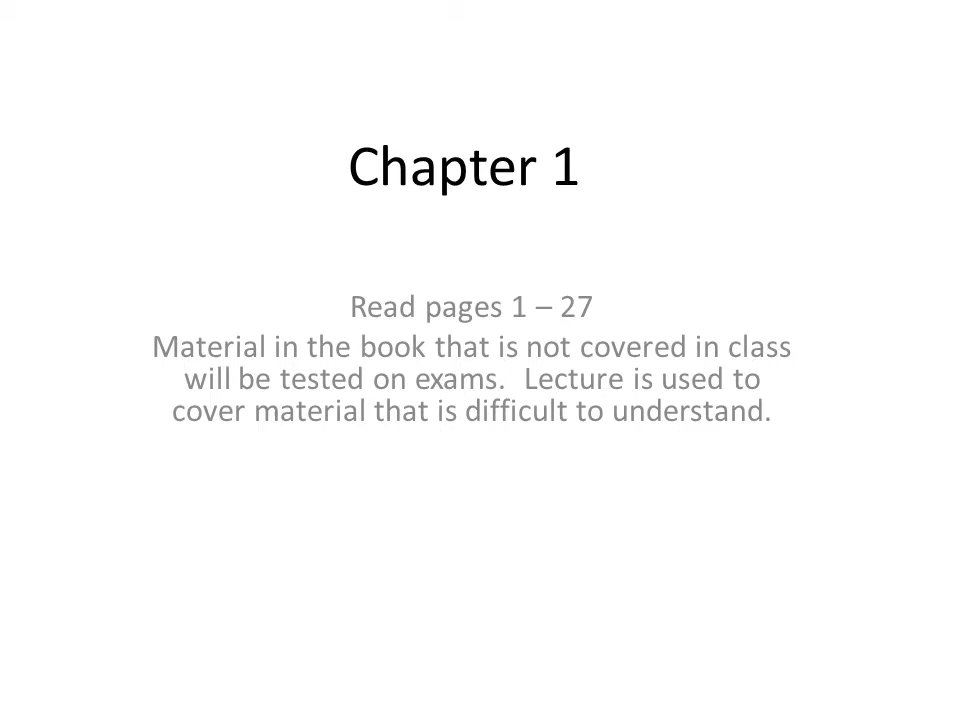 Chapter 1
Read pages 1 – 27
Material in the book that is not covered in class
will be tested on exams.  Lecture is used to
cover material that is difficult to understand.